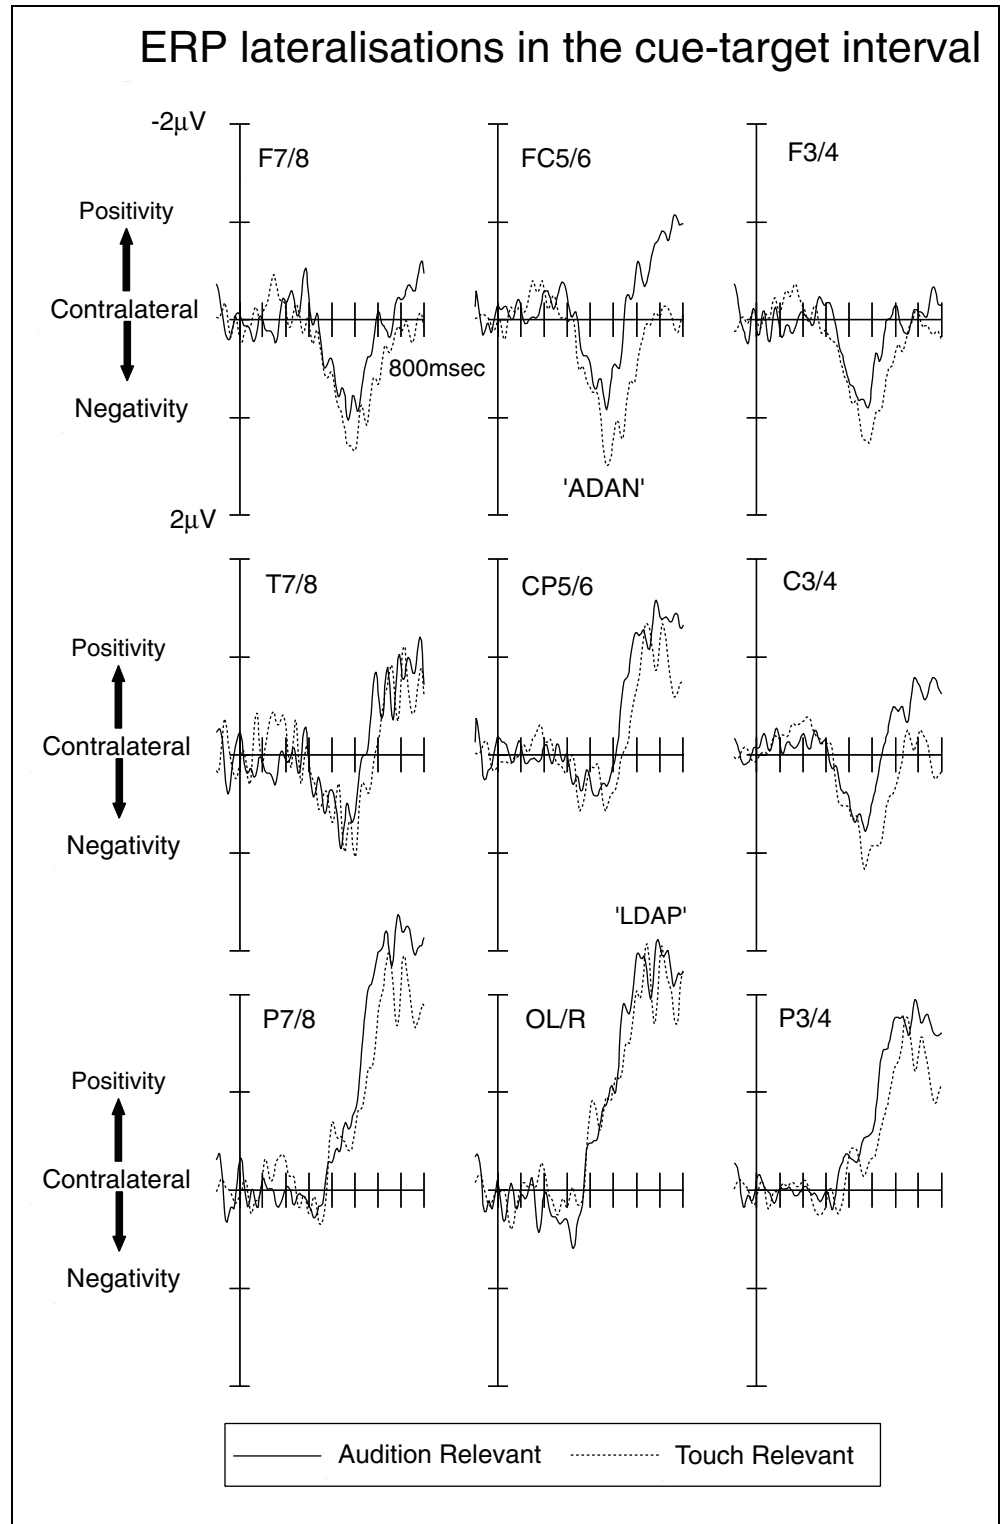 ERP lateralisations in the cue-target interval
-2μV
F7/8
FC5/6
F3/4
Positivity
Contralateral
Negativity
800msec
'ADAN'
2μV
T7/8
CP5/6
C3/4
Positivity
Contralateral
Negativity
'LDAP'
P7/8
OL/R
P3/4
Positivity
Contralateral
Negativity
Audition Relevant
Touch Relevant